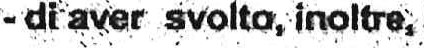 - di aver svolto, inoltre,